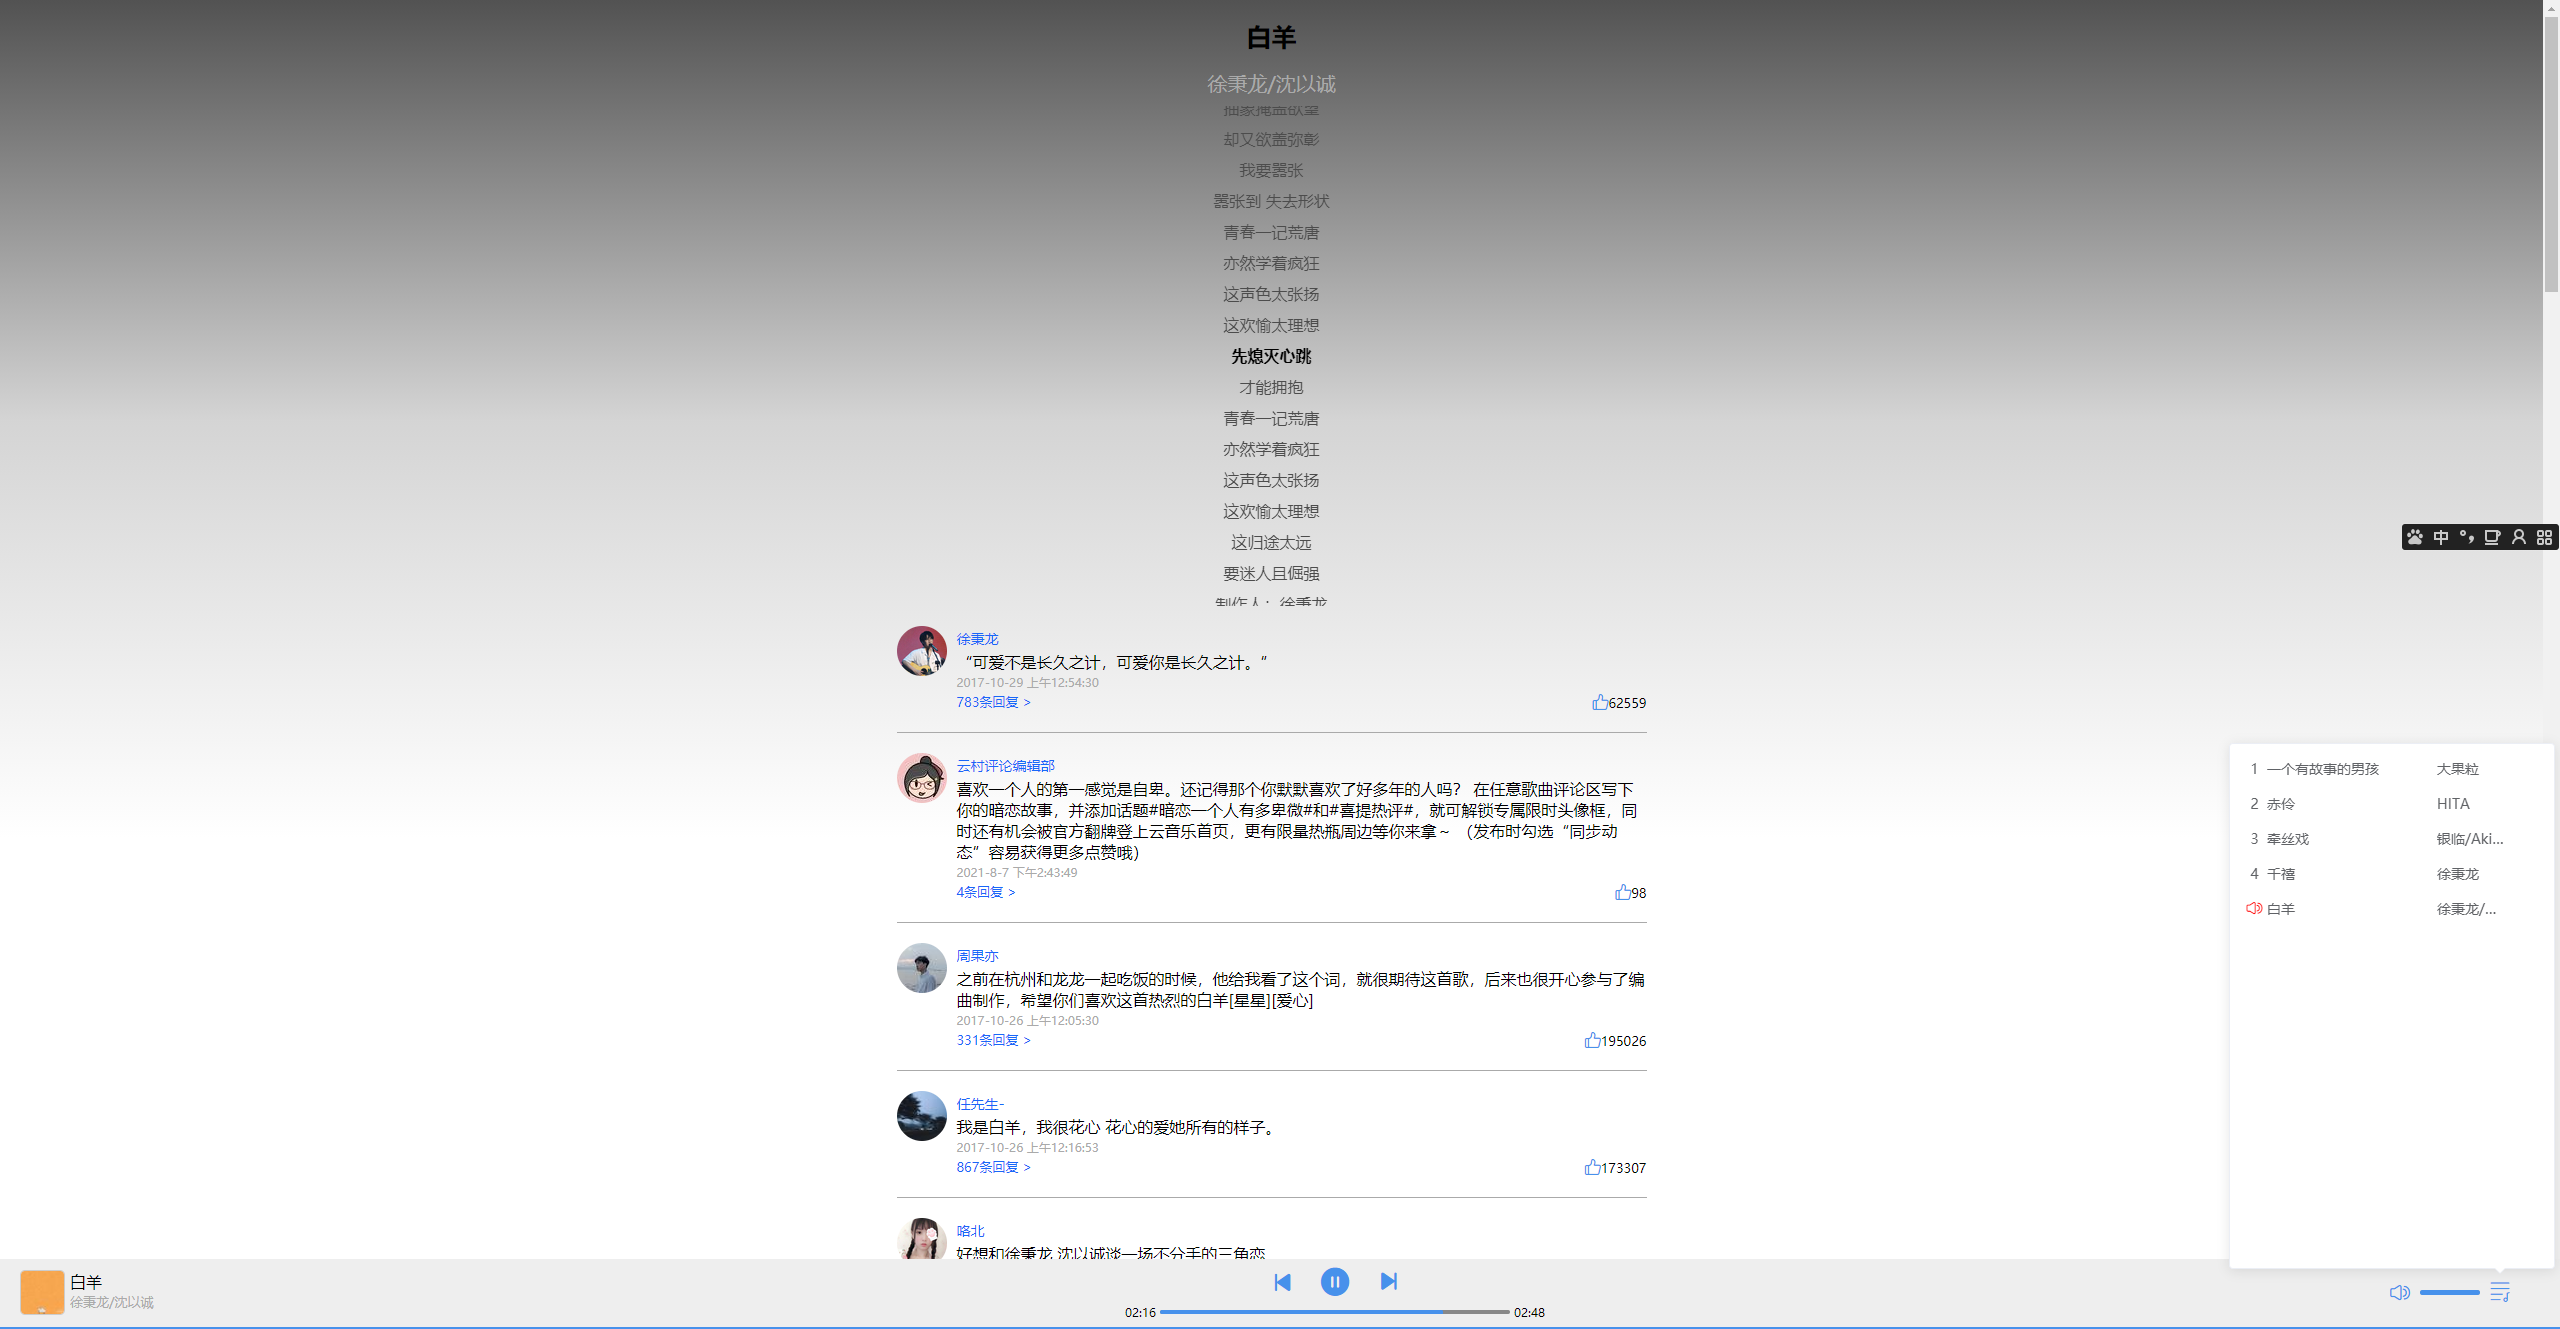 白羊
徐秉龙/沈以诚
抽象掩盖欲望
却又欲盖弥彰
我要嚣张
嚣张到 失去形状
青春一记荒唐
亦然学着疯狂
这声色太张扬
这欢愉太理想
先熄灭心跳
才能拥抱
青春一记荒唐
亦然学着疯狂
这声色太张扬
这欢愉太理想
这归途太远
要迷人且倔强
制作人：徐秉龙
徐秉龙
“可爱不是长久之计，可爱你是长久之计。”
2017-10-29 上午12:54:30
783条回复 >
62559
云村评论编辑部
喜欢一个人的第一感觉是自卑。还记得那个你默默喜欢了好多年的人吗？ 在任意歌曲评论区写下
你的暗恋故事，并添加话题#暗恋一个人有多卑微#和#喜提热评#，就可解锁专属限时头像框，同
时还有机会被官方翻牌登上云音乐首页，更有限量热瓶周边等你来拿～ （发布时勾选“同步动
态”容易获得更多点赞哦）
2021-8-7 下午2:43:49
4条回复 >
98
周果亦
之前在杭州和龙龙一起吃饭的时候，他给我看了这个词，就很期待这首歌，后来也很开心参与了编
曲制作，希望你们喜欢这首热烈的白羊[星星][爱心]
2017-10-26 上午12:05:30
331条回复 >
195026
任先生-
我是白羊，我很花心 花心的爱她所有的样子。
2017-10-26 上午12:16:53
867条回复 >
173307
咯北
好想和徐秉龙 沈以诚谈一场不分手的三角恋
中
1 一个有故事的男孩 大果粒
2 赤伶 HITA
3 牵丝戏 银临/Aki...
4 千禧 徐秉龙
白羊 徐秉龙/...
白羊
徐秉龙/沈以诚
02:16
02:48